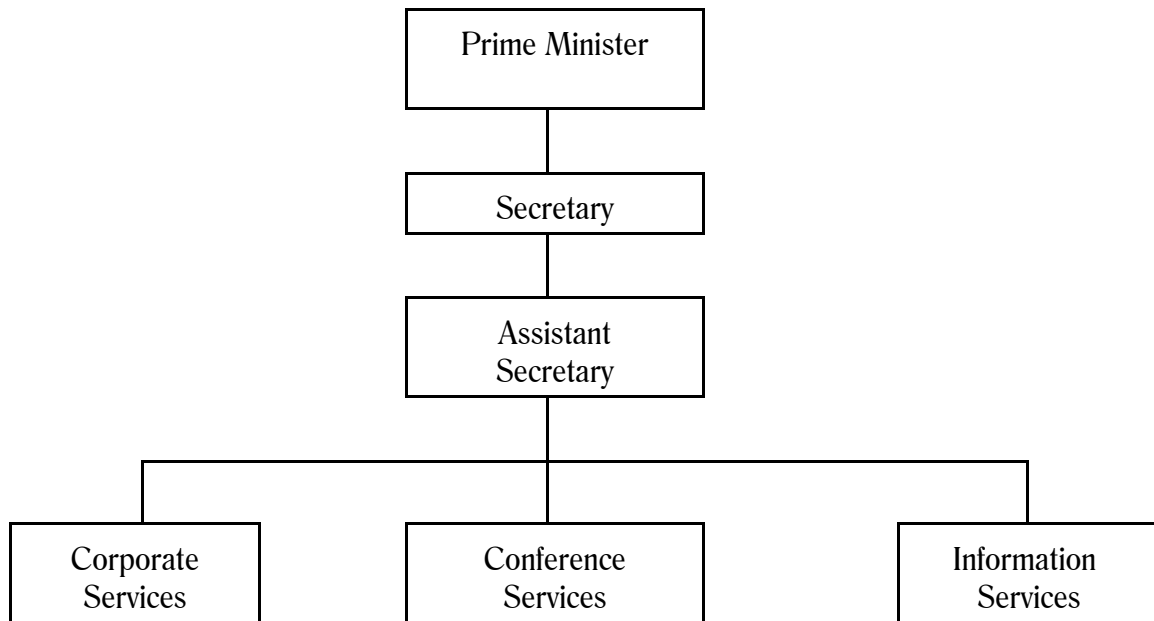 Prime Minister
Secretary
Assistant
Secretary
Corporate
Services
Conference
Services
Information
Services